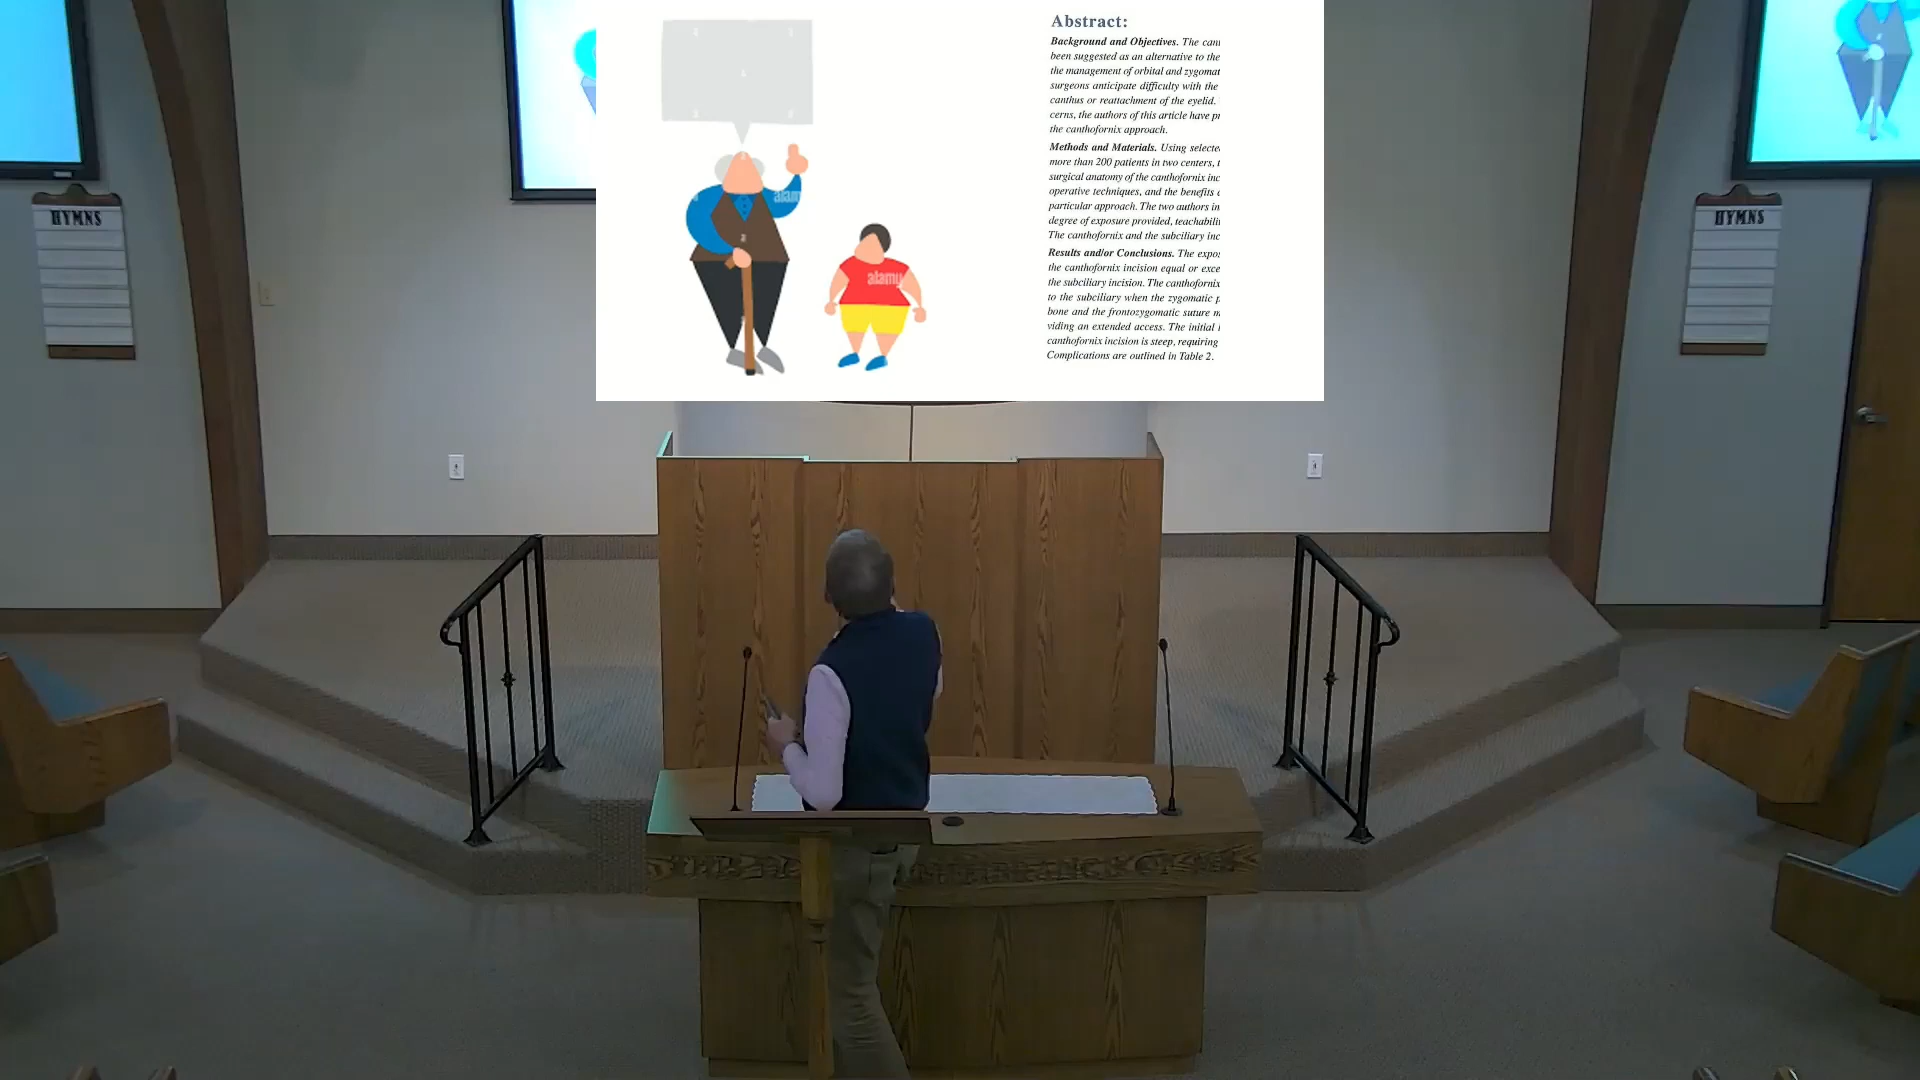 Abstract:
Background and Objectives. The cant
been suggested as an alternative to the
the management of orbital and zygomat
surgeons anticipate difficulty with the
canthus or reattachment of the eyelid.
cerns, the authors of this article have pr
the canthofornix approach.
Methods and Materials. Using selecte
more than 200 patients in two centers, t
surgical anatomy of the canthofornix inc
operative techniques, and the benefits
particular approach. The two authors in
degree of exposure provided, teachabili
The canthofornix and the subciliary inc
Results and/or Conclusions. The expo
the canthofornix incision equal or exce
the subciliary incision. The canthofornix
to the subciliary when the zygomatic
bone and the frontozygomatic suture
viding an extended access. The initial
canthofornix incision is steep, requiring
Complications are outlined in Table 2.
alamy
alamy
HYMNS
HYMNS